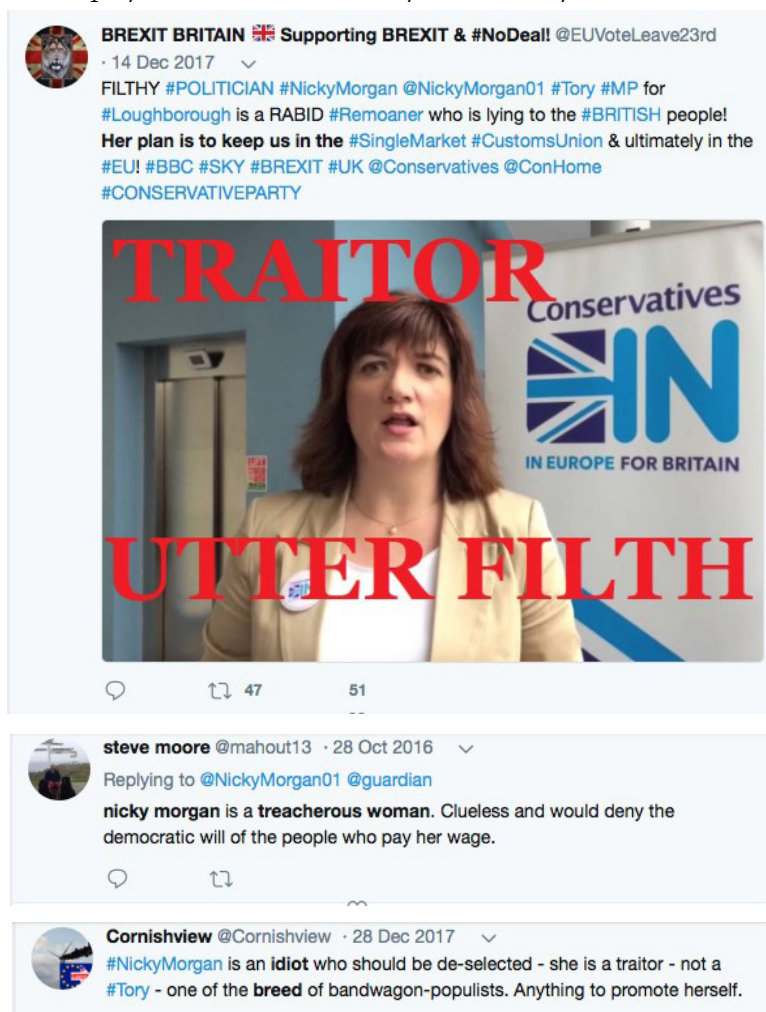 BREXIT BRITAIN 🇬🇧 Supporting BREXIT & #NoDeal! @EUVoteLeave23rd
· 14 Dec 2017
FILTHY #POLITICIAN #NickyMorgan @NickyMorgan01 #Tory #MP for
#Loughborough is a RABID #Remoaner who is lying to the #BRITISH people!
Her plan is to keep us in the #SingleMarket #CustomsUnion & ultimately in the
#EU! #BBC #SKY #BREXIT #UK @Conservatives @ConHome
#CONSERVATIVEPARTY
TRAITOR
Conservatives
IN
IN EUROPE FOR BRITAIN
UTTER FILTH
47 51
steve moore @mahout13 · 28 Oct 2016
Replying to @NickyMorgan01 @guardian
nicky morgan is a treacherous woman. Clueless and would deny the
democratic will of the people who pay her wage.
Cornishview @Cornishview · 28 Dec 2017
#NickyMorgan is an idiot who should be de-selected - she is a traitor - not a
#Tory - one of the breed of bandwagon-populists. Anything to promote herself.